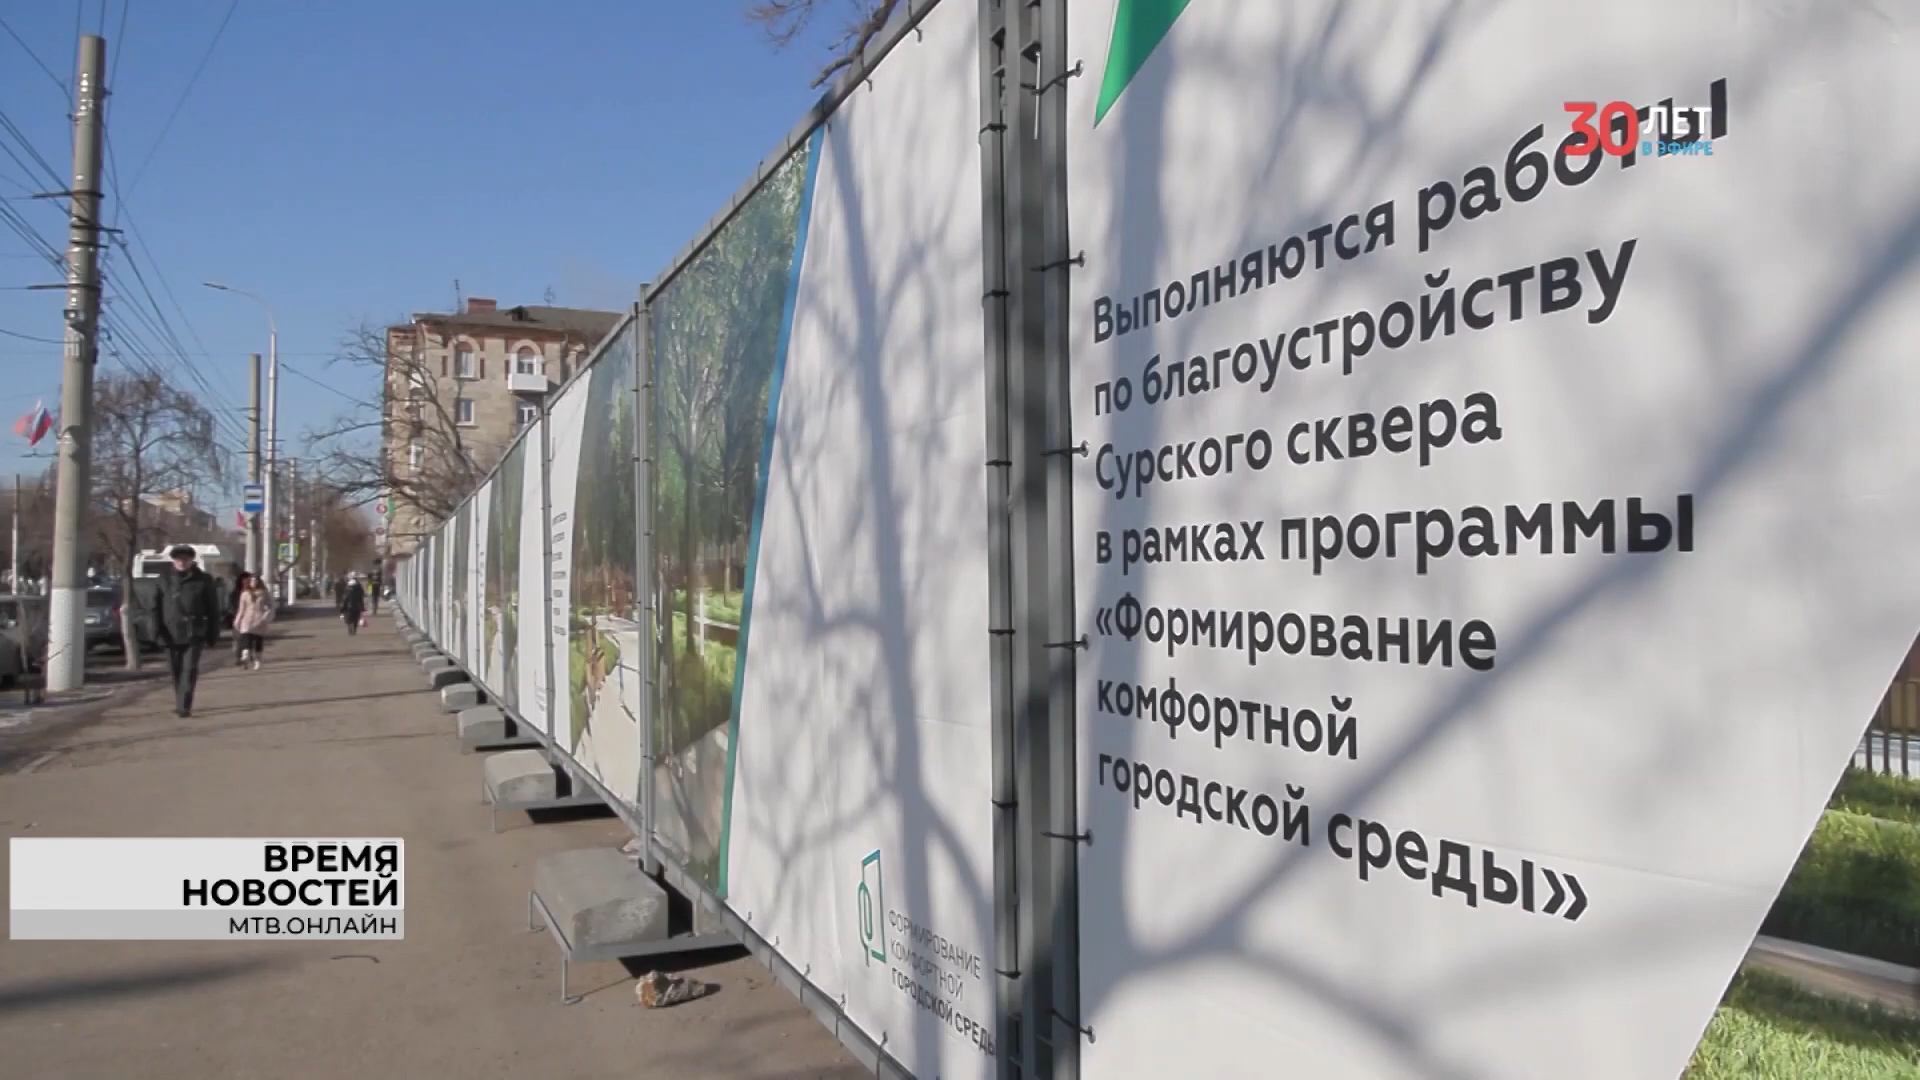 30 ЛЕТ
В ЭФИРЕ
Выполняются работы
по благоустройству
Сурского сквера
в рамках программы
«Формирование
комфортной
городской среды»
ФОРМИРОВАНИЕ
КОМФОРТНОЙ
ГОРОДСКОЙ СРЕДЫ
ВРЕМЯ
НОВОСТЕЙ
МТВ.ОНЛАЙН